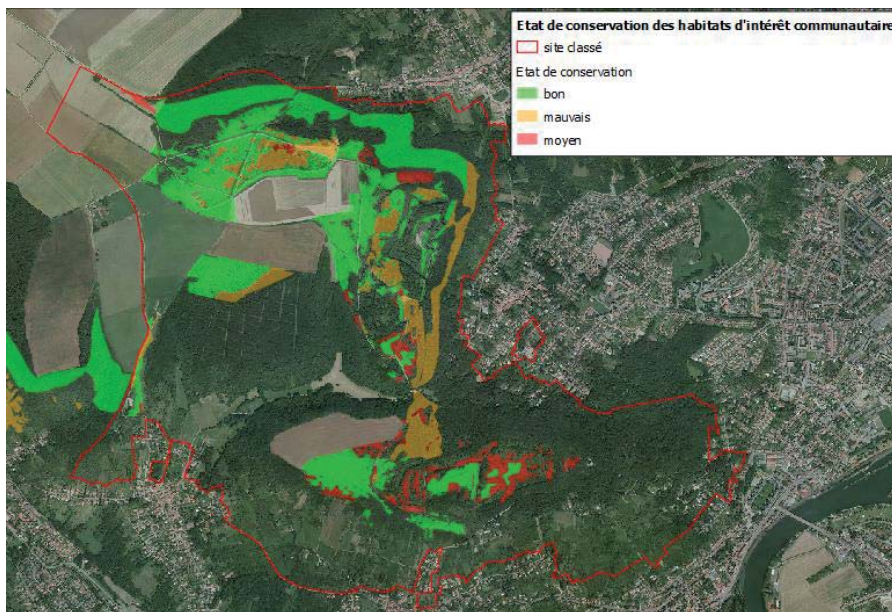 Etat de conservation des habitats d'intérêt communautaire
site classé
Etat de conservation
bon
mauvais
moyen